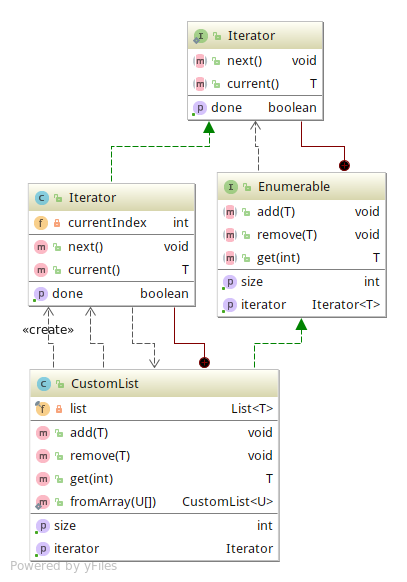 Iterator
next() void
current() T
done boolean
Iterator
currentIndex int
next() void
current() T
done boolean
Enumerable
add(T) void
remove(T) void
get(int) T
size int
iterator Iterator<T>
«create»
CustomList
list List<T>
add(T) void
remove(T) void
get(int) T
fromArray(U[]) CustomList<U>
size int
iterator Iterator
Powered by yFiles